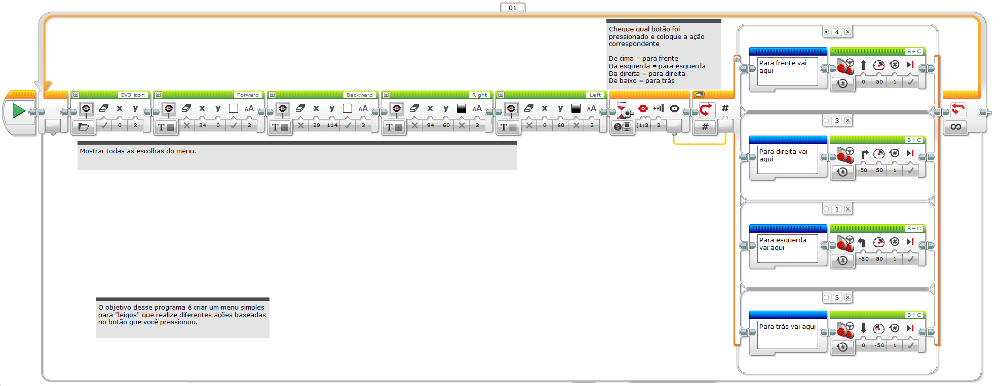 01
Cheque qual botão foi
pressionado e coloque a ação
correspondente
De cima = para frente
Da esquerda = para esquerda
Da direita = para direita
De baixo = para trás
EV3 icon
x y
0 2
Forward
x y AA
T 34 0 2
Backward
x y AA
T 29 114 2
Right
x y AA
T 94 60 2
Left
x y AA
T 0 60 2
[1;3; 2
#
#
∞
Mostrar todas as escolhas do menu.
O objetivo desse programa é criar um menu simples
para "leigos" que realize diferentes ações baseadas
no botão que você pressionou.
4
Para frente vai
aqui
B+C
#
# 0 50 1
3
Para direita vai
aqui
B+C
#
# 50 50 1
1
Para esquerda
vai aqui
B+C
#
# -50 50 1
5
Para trás vai aqui
B+C
#
# 0 -50 1